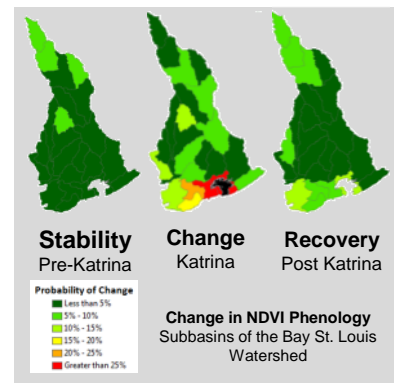 Stability
Pre-Katrina
Change
Katrina
Recovery
Post Katrina
Probability of Change
Less than 5%
5% - 10%
10% - 15%
15% - 20%
20% - 25%
Greater than 25%
Change in NDVI Phenology
Subbasins of the Bay St. Louis
Watershed